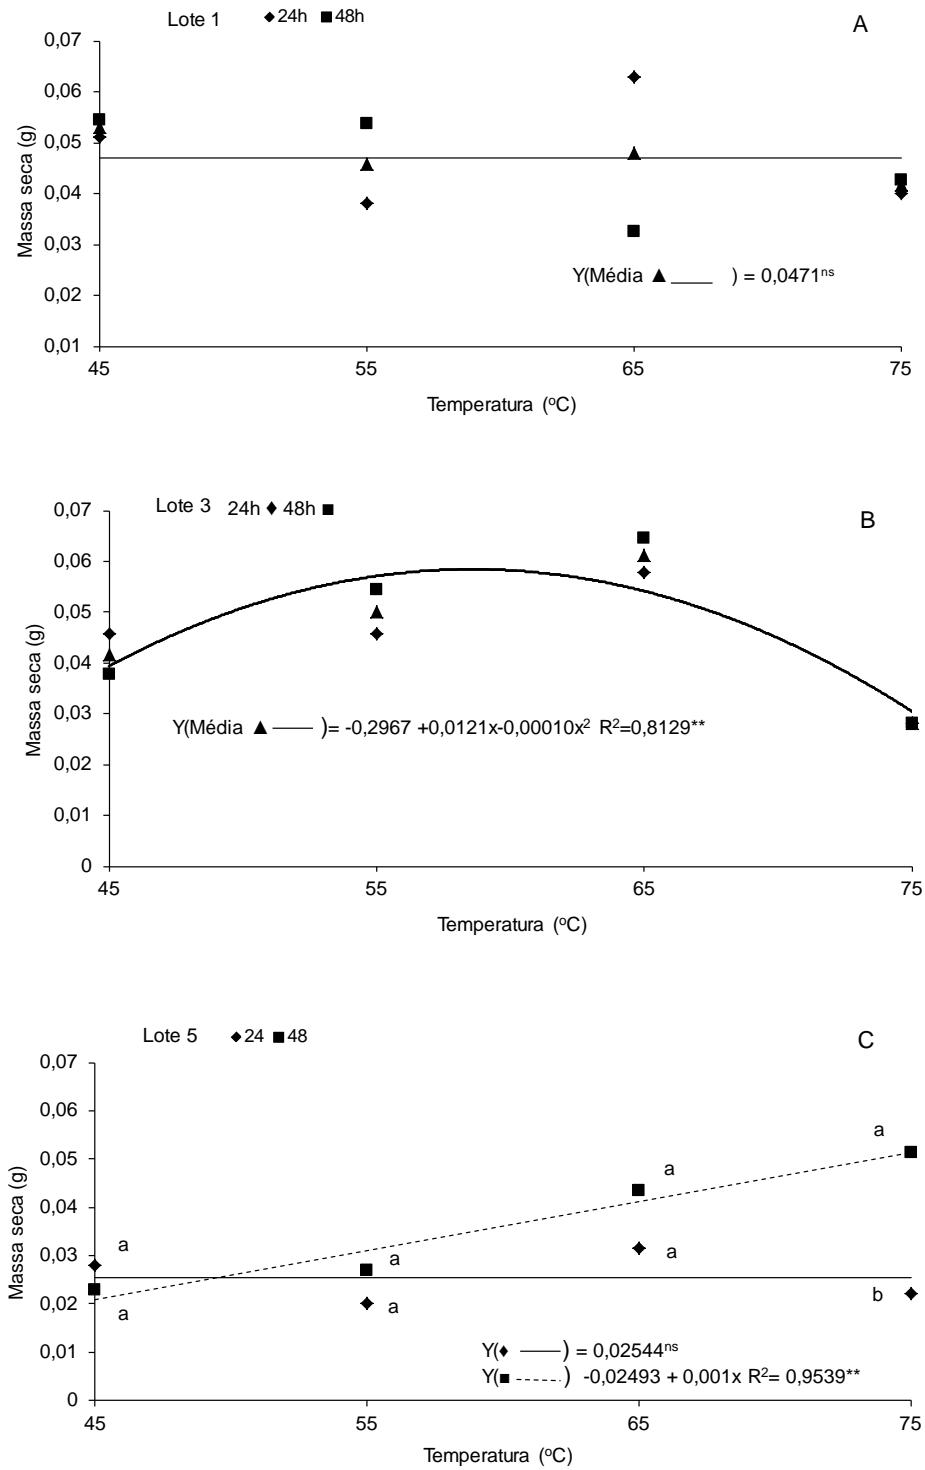 Lote 1 ◆24h ■48h
A
0,07
0,06
0,05
0,04
0,03
0,02
0,01
Massa seca (g)
Y(Média ▲____ ) = 0,0471ns
45 55 65 75
Temperatura (oC)
Lote 3 24h ◆ 48h ■
B
0,07
0,06
0,05
0,04
0,03
0,02
0,01
0
Massa seca (g)
Y(Média ▲ —— )= -0,2967 +0,0121x-0,00010x2 R2=0,8129**
45 55 65 75
Temperatura (oC)
Lote 5 ◆24 ■48
C
0,07
0,06
0,05
0,04
0,03
0,02
0,01
0
Massa seca (g)
a
a
a
a
a
a
a
b
Y(◆ ——) = 0,02544ns
Y(■ ------) -0,02493 + 0,001x R2= 0,9539**
45 55 65 75
Temperatura (oC)